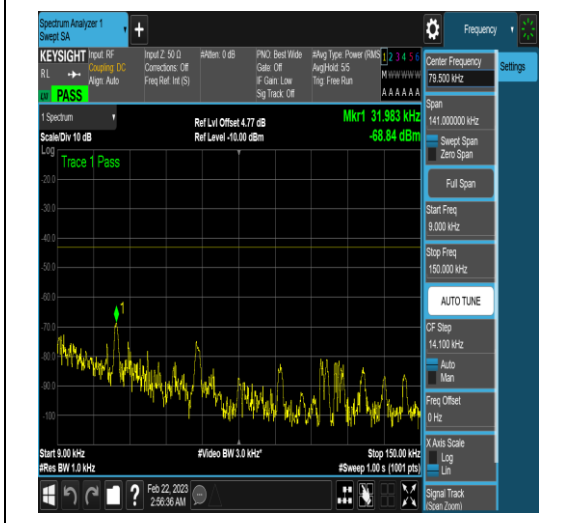 Spectrum Analyzer 1
Swept SA
+
Frequency
KEYSIGHT
RL
PASS
Input: RF
Coupling: DC
Align: Auto
Input Z: 50 Ω
Corrections: Off
Freq Ref: Int (S)
#Atten: 0 dB
PNO: Best Wide
Gate: Off
IF Gain: Low
Sig Track: Off
#Avg Type: Power (RMS
Avg|Hold: 5/5
Trig: Free Run
1 2 3 4 5 6
M W W W W W
A A A A A A
1 Spectrum
Scale/Div 10 dB
Ref Lvl Offset 4.77 dB
Ref Level -10.00 dBm
Mkr1 31.983 kHz
-68.84 dBm
Log
Trace 1 Pass
-20.0
-30.0
-40.0
-50.0
-60.0
-70.0
-80.0
-90.0
-100
1
Start 9.00 kHz
#Res BW 1.0 kHz
#Video BW 3.0 kHz*
Stop 150.00 kHz
#Sweep 1.00 s (1001 pts)
?
Feb 22, 2023
2:56:36 AM
Settings
Center Frequency
79.500 kHz
Span
141.000000 kHz
Swept Span
Zero Span
Full Span
Start Freq
9.000 kHz
Stop Freq
150.000 kHz
AUTO TUNE
CF Step
14.100 kHz
Auto
Man
Freq Offset
0 Hz
X Axis Scale
Log
Lin
Signal Track
(Span Zoom)